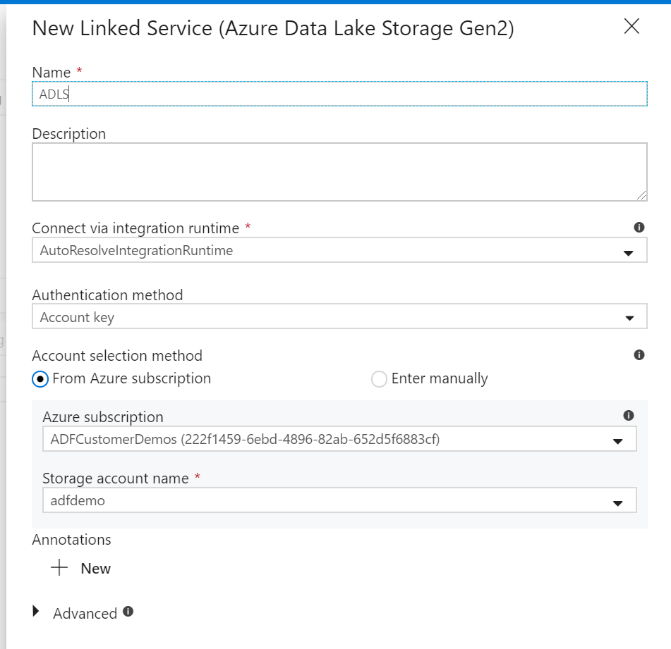 New Linked Service (Azure Data Lake Storage Gen2)
Name *
ADLS
Description
Connect via integration runtime *
AutoResolveIntegrationRuntime
Authentication method
Account key
Account selection method
From Azure subscription Enter manually
Azure subscription
ADFCustomerDemos (222f1459-6ebd-4896-82ab-652d5f6883cf)
Storage account name *
adfdemo
Annotations
New
Advanced